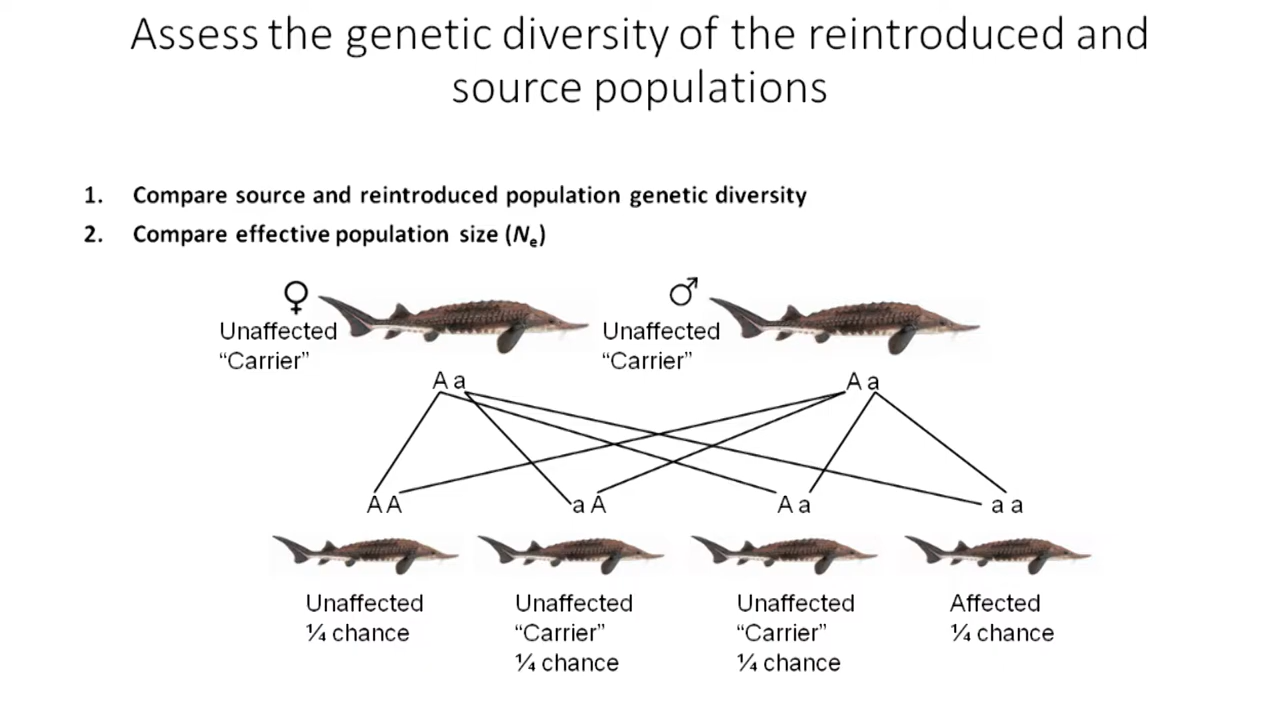 Assess the genetic diversity of the reintroduced and
source populations
1. Compare source and reintroduced population genetic diversity
2. Compare effective population size (Ne)
♀
Unaffected
“Carrier”
♂
Unaffected
“Carrier”
A a
A a
A A
a A
A a
a a
Unaffected
¼ chance
Unaffected
“Carrier”
¼ chance
Unaffected
“Carrier”
¼ chance
Affected
¼ chance